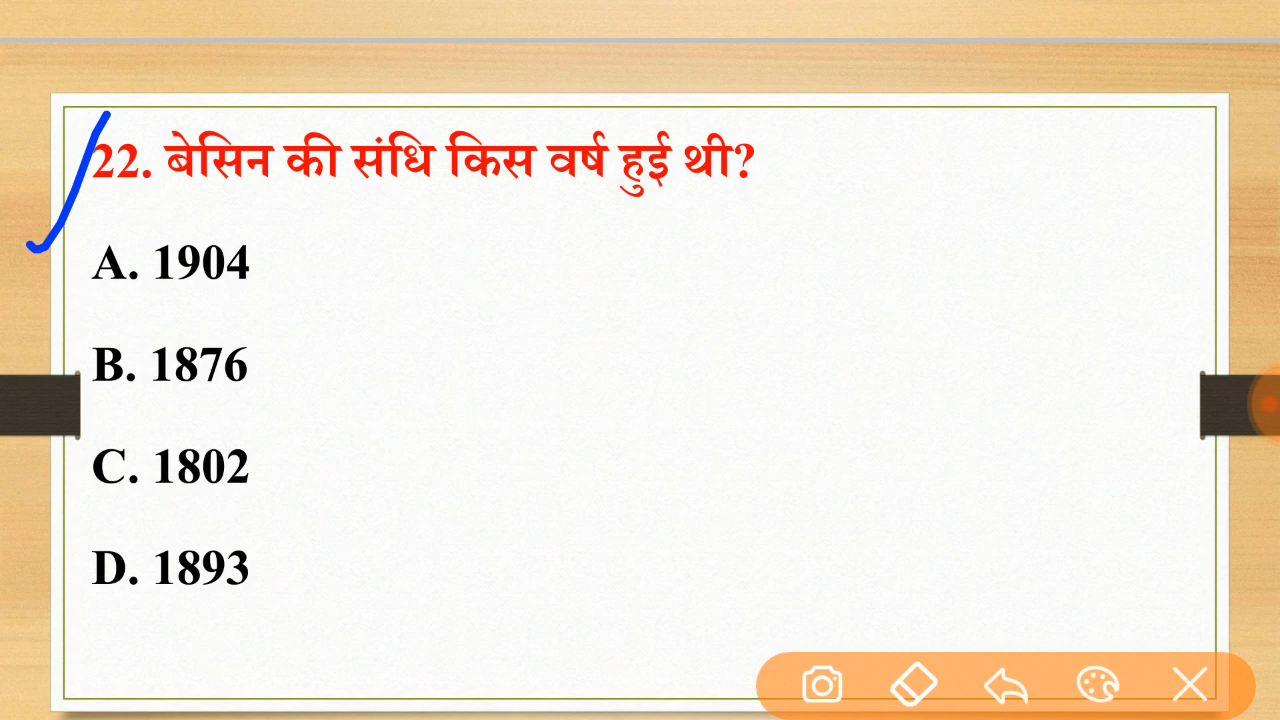 22. बेसिन की संधि किस वर्ष हुई थी?
A. 1904
B. 1876
C. 1802
D. 1893